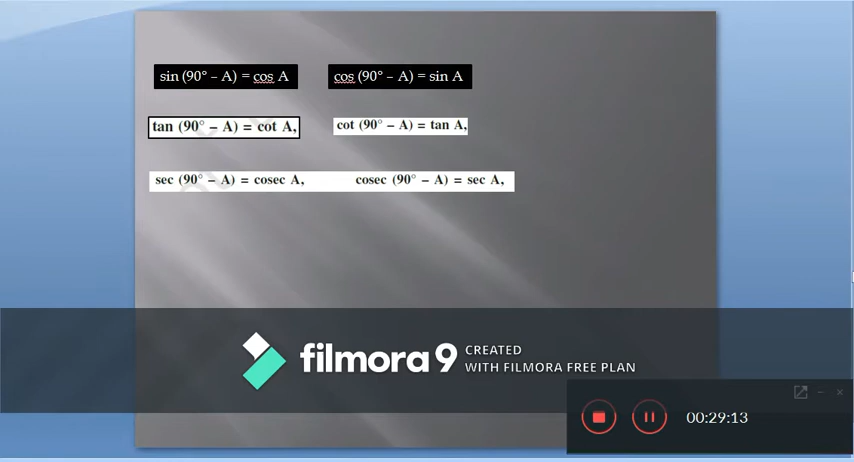 sin (90° – A) = cos A
cos (90° – A) = sin A
tan (90° – A) = cot A,
cot (90° – A) = tan A,
sec (90° – A) = cosec A,
cosec (90° – A) = sec A,
filmora 9
CREATED
WITH FILMORA FREE PLAN
00:29:13